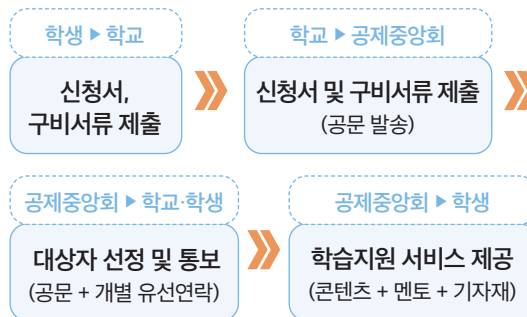 학생 ▶ 학교
신청서,
구비서류 제출
학교 ▶ 공제중앙회
신청서 및 구비서류 제출
(공문 발송)
공제중앙회 ▶ 학교·학생
대상자 선정 및 통보
(공문 + 개별 유선연락)
공제중앙회 ▶ 학생
학습지원 서비스 제공
(콘텐츠 + 멘토 + 기자재)